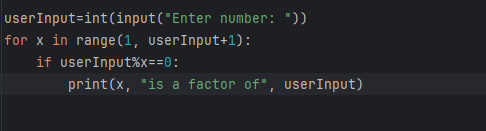 userInput=int(input("Enter number: "))
for x in range(1, userInput+1):
    if userInput%x==0:
        print(x, "is a factor of", userInput)